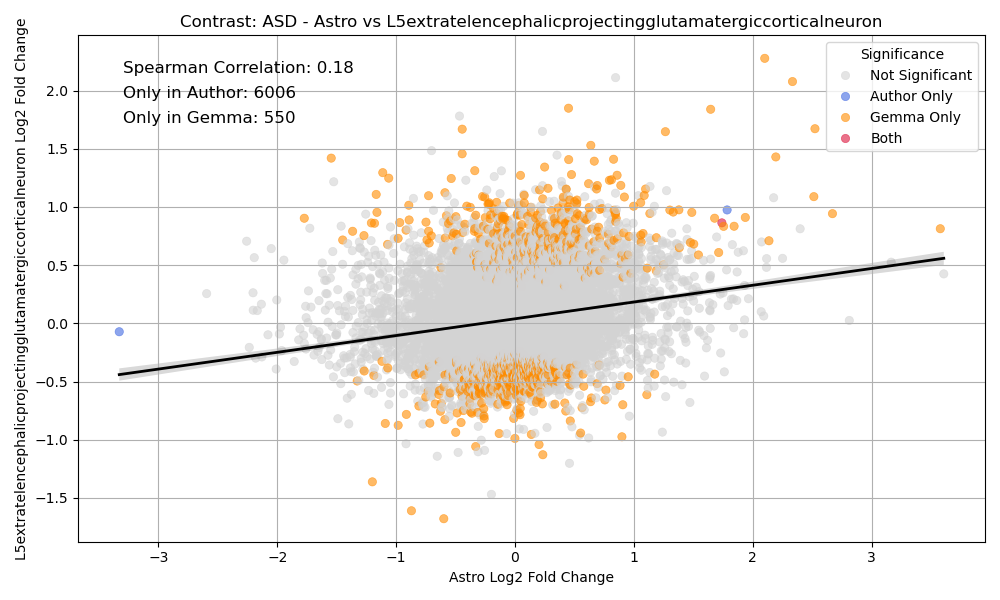 Contrast: ASD - Astro vs L5extratelencephalicprojectingglutamatergiccorticalneuron
Spearman Correlation: 0.18
Only in Author: 6006
Only in Gemma: 550
Significance
Not Significant
Author Only
Gemma Only
Both
L5extratelencephalicprojectingglutamatergiccorticalneuron Log2 Fold Change
2.0
1.5
1.0
0.5
0.0
−0.5
−1.0
−1.5
−3
−2
−1
0
1
2
3
Astro Log2 Fold Change